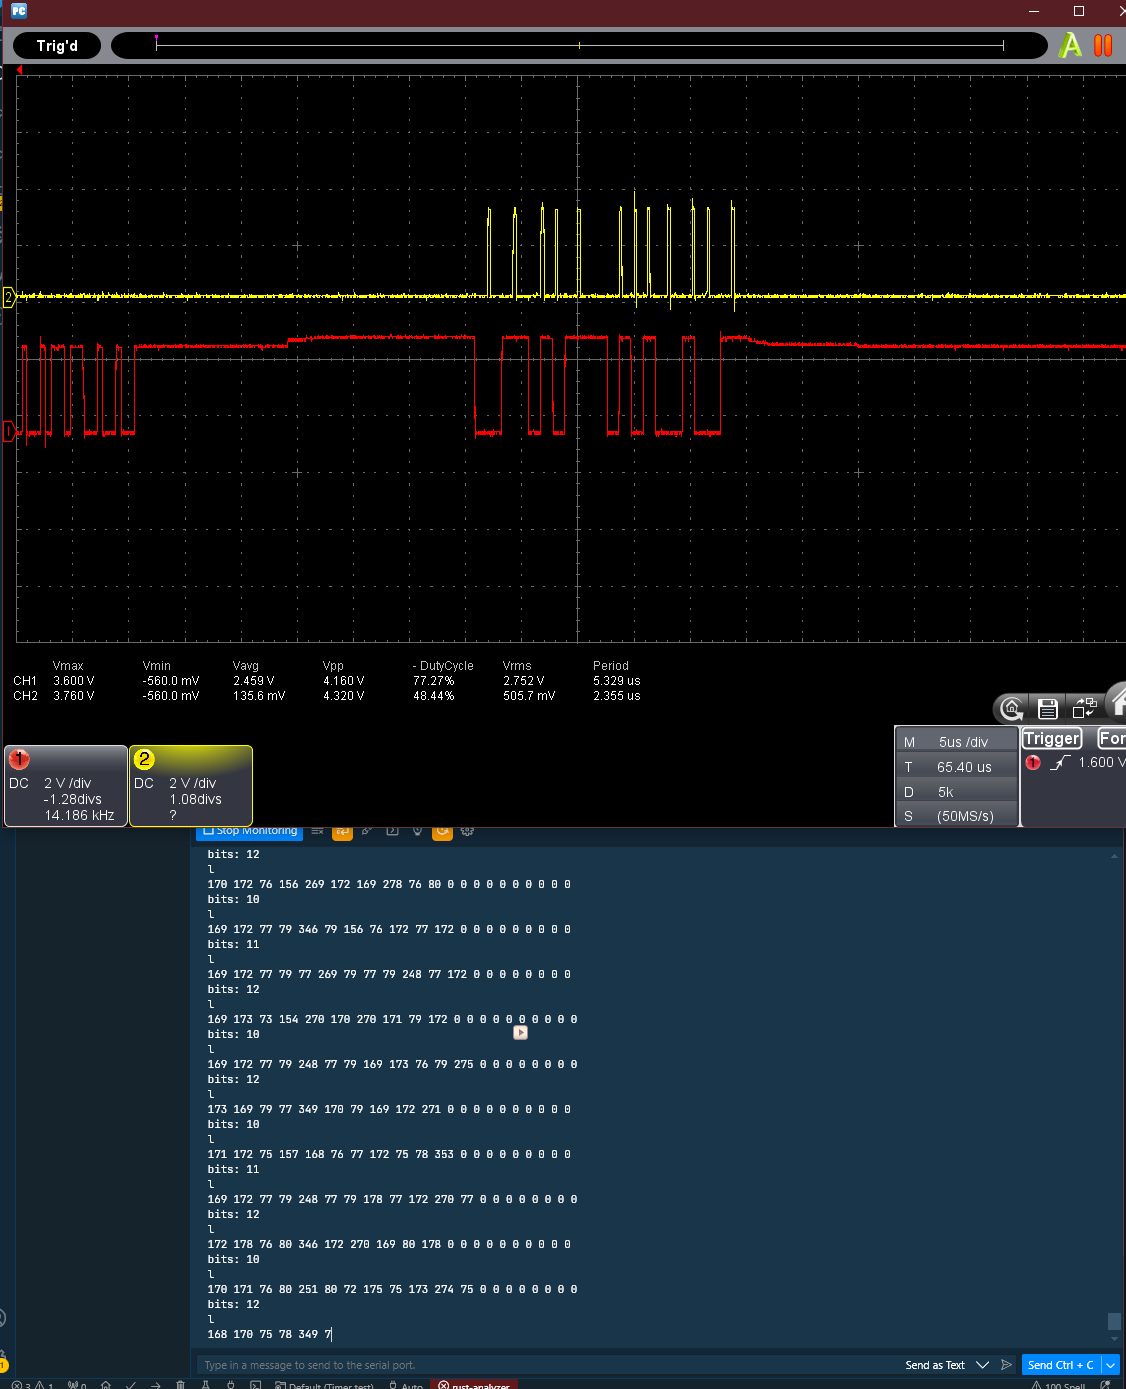 PC
Trig'd
A
2
1
Vmax Vmin Vavg Vpp - DutyCycle Vrms Period
CH1 3.600 V -560.0 mV 2.459 V 4.160 V 77.27% 2.752 V 5.329 us
CH2 3.760 V -560.0 mV 135.6 mV 4.320 V 48.44% 505.7 mV 2.355 us
1
DC 2 V /div
-1.28divs
14.186 kHz
2
DC 2 V /div
1.08divs
?
M 5us /div
T 65.40 us
D 5k
S (50MS/s)
Trigger For
1 1.600 V
Stop Monitoring
bits: 12
l
170 172 76 156 269 172 169 278 76 80 0 0 0 0 0 0 0 0 0 0
bits: 10
l
169 172 77 79 346 79 156 76 172 77 172 0 0 0 0 0 0 0 0 0
bits: 11
l
169 172 77 79 77 269 79 77 79 248 77 172 0 0 0 0 0 0 0 0
bits: 12
l
169 173 73 154 270 170 270 171 79 172 0 0 0 0 0 0 0 0 0 0
bits: 10
l
169 172 77 79 248 77 79 169 173 76 79 275 0 0 0 0 0 0 0 0
bits: 12
l
173 169 79 77 349 170 79 169 172 271 0 0 0 0 0 0 0 0 0 0
bits: 10
l
171 172 75 157 168 76 77 172 75 78 353 0 0 0 0 0 0 0 0 0
bits: 11
l
169 172 77 79 248 77 79 178 77 172 270 77 0 0 0 0 0 0 0 0
bits: 12
l
172 178 76 80 346 172 270 169 80 178 0 0 0 0 0 0 0 0 0 0
bits: 10
l
170 171 76 80 251 80 72 175 75 173 274 75 0 0 0 0 0 0 0 0
bits: 12
l
168 170 75 78 349 7
Type in a message to send to the serial port. Send as Text Send Ctrl + C
1
3 1 0 Default (Timer test) Auto rust-analyzer 100 Spell